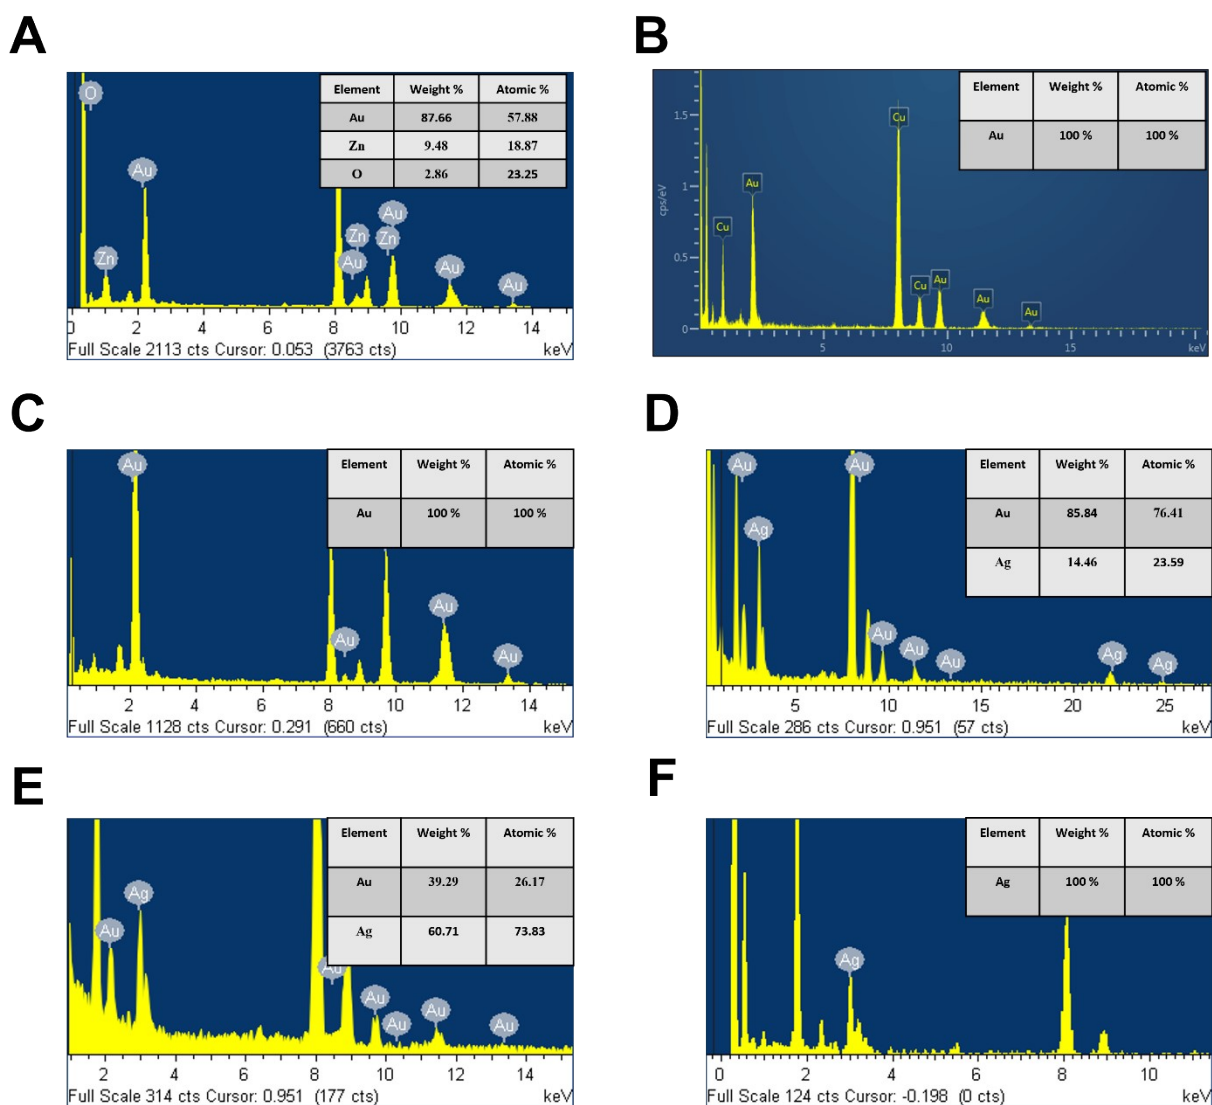 A
Element Weight % Atomic %
Au 87.66 57.88
Zn 9.48 18.87
O 2.86 23.25
O
Au
Zn
Au
Zn
Zn
Au
Au
Au
0 2 4 6 8 10 12 14
Full Scale 2113 cts Cursor: 0.053 (3763 cts) keV
B
Element Weight % Atomic %
Au 100 % 100 %
cps/eV
1.5
1
0.5
0
Cu
Au
Cu
Cu
Au
Au
Au
5 10 15 keV
C
Element Weight % Atomic %
Au 100 % 100 %
Au
Au
Au
Au
2 4 6 8 10 12 14
Full Scale 1128 cts Cursor: 0.291 (660 cts) keV
D
Element Weight % Atomic %
Au 85.84 76.41
Ag 14.46 23.59
Au
Au
Ag
Au
Au
Au
Ag
Ag
5 10 15 20 25
Full Scale 286 cts Cursor: 0.951 (57 cts) keV
E
Element Weight % Atomic %
Au 39.29 26.17
Ag 60.71 73.83
Ag
Au
Au
Au
Au
Au
Au
2 4 6 8 10 12 14
Full Scale 314 cts Cursor: 0.951 (177 cts) keV
F
Element Weight % Atomic %
Ag 100 % 100 %
Ag
0 2 4 6 8 10
Full Scale 124 cts Cursor: -0.198 (0 cts) keV